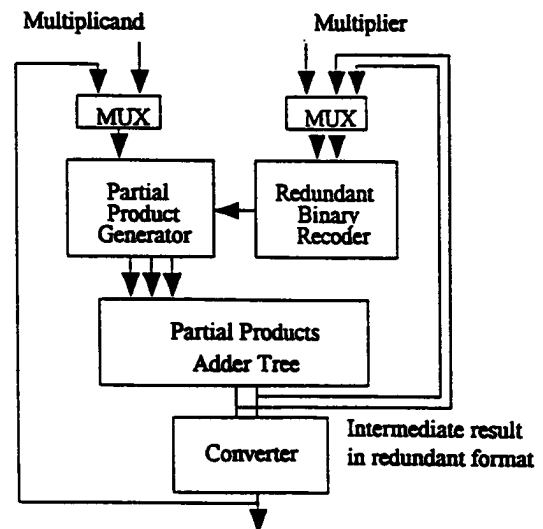 Multiplicand
Multiplier
MUX
MUX
Partial
Product
Generator
Redundant
Binary
Recoder
Partial Products
Adder Tree
Converter
Intermediate result
in redundant format